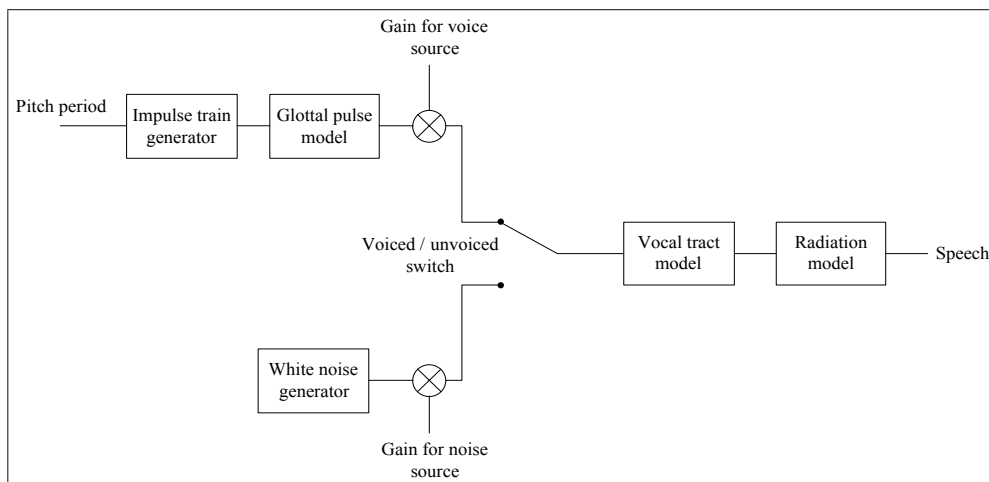 Gain for voice
source
Pitch period
Impulse train
generator
Glottal pulse
model
Voiced / unvoiced
switch
Vocal tract
model
Radiation
model
Speech
White noise
generator
Gain for noise
source